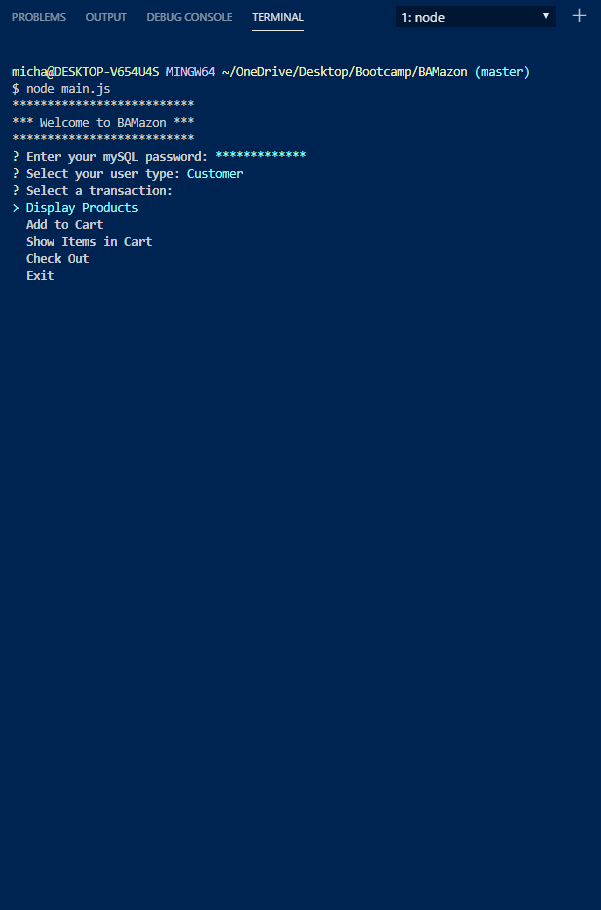 PROBLEMS OUTPUT DEBUG CONSOLE TERMINAL 1: node
micha@DESKTOP-V654U4S MINGW64 ~/OneDrive/Desktop/Bootcamp/BAMazon (master)
$ node main.js
**************************
*** Welcome to BAMazon ***
**************************
? Enter your mySQL password: *************
? Select your user type: Customer
? Select a transaction:
> Display Products
Add to Cart
Show Items in Cart
Check Out
Exit